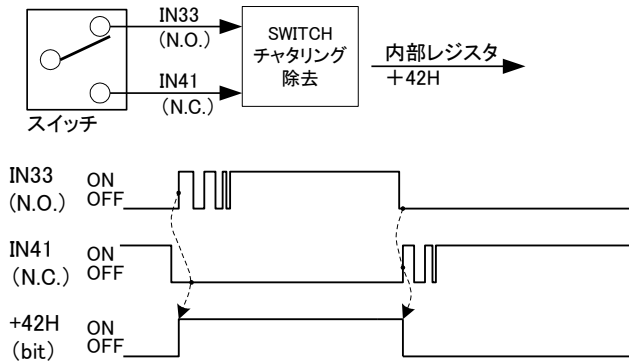 IN33
(N.O.)
SWITCH
チャタリング
除去
内部レジスタ
+42H
IN41
(N.C.)
スイッチ
IN33
(N.O.)
ON
OFF
IN41
(N.C.)
ON
OFF
+42H
(bit)
ON
OFF